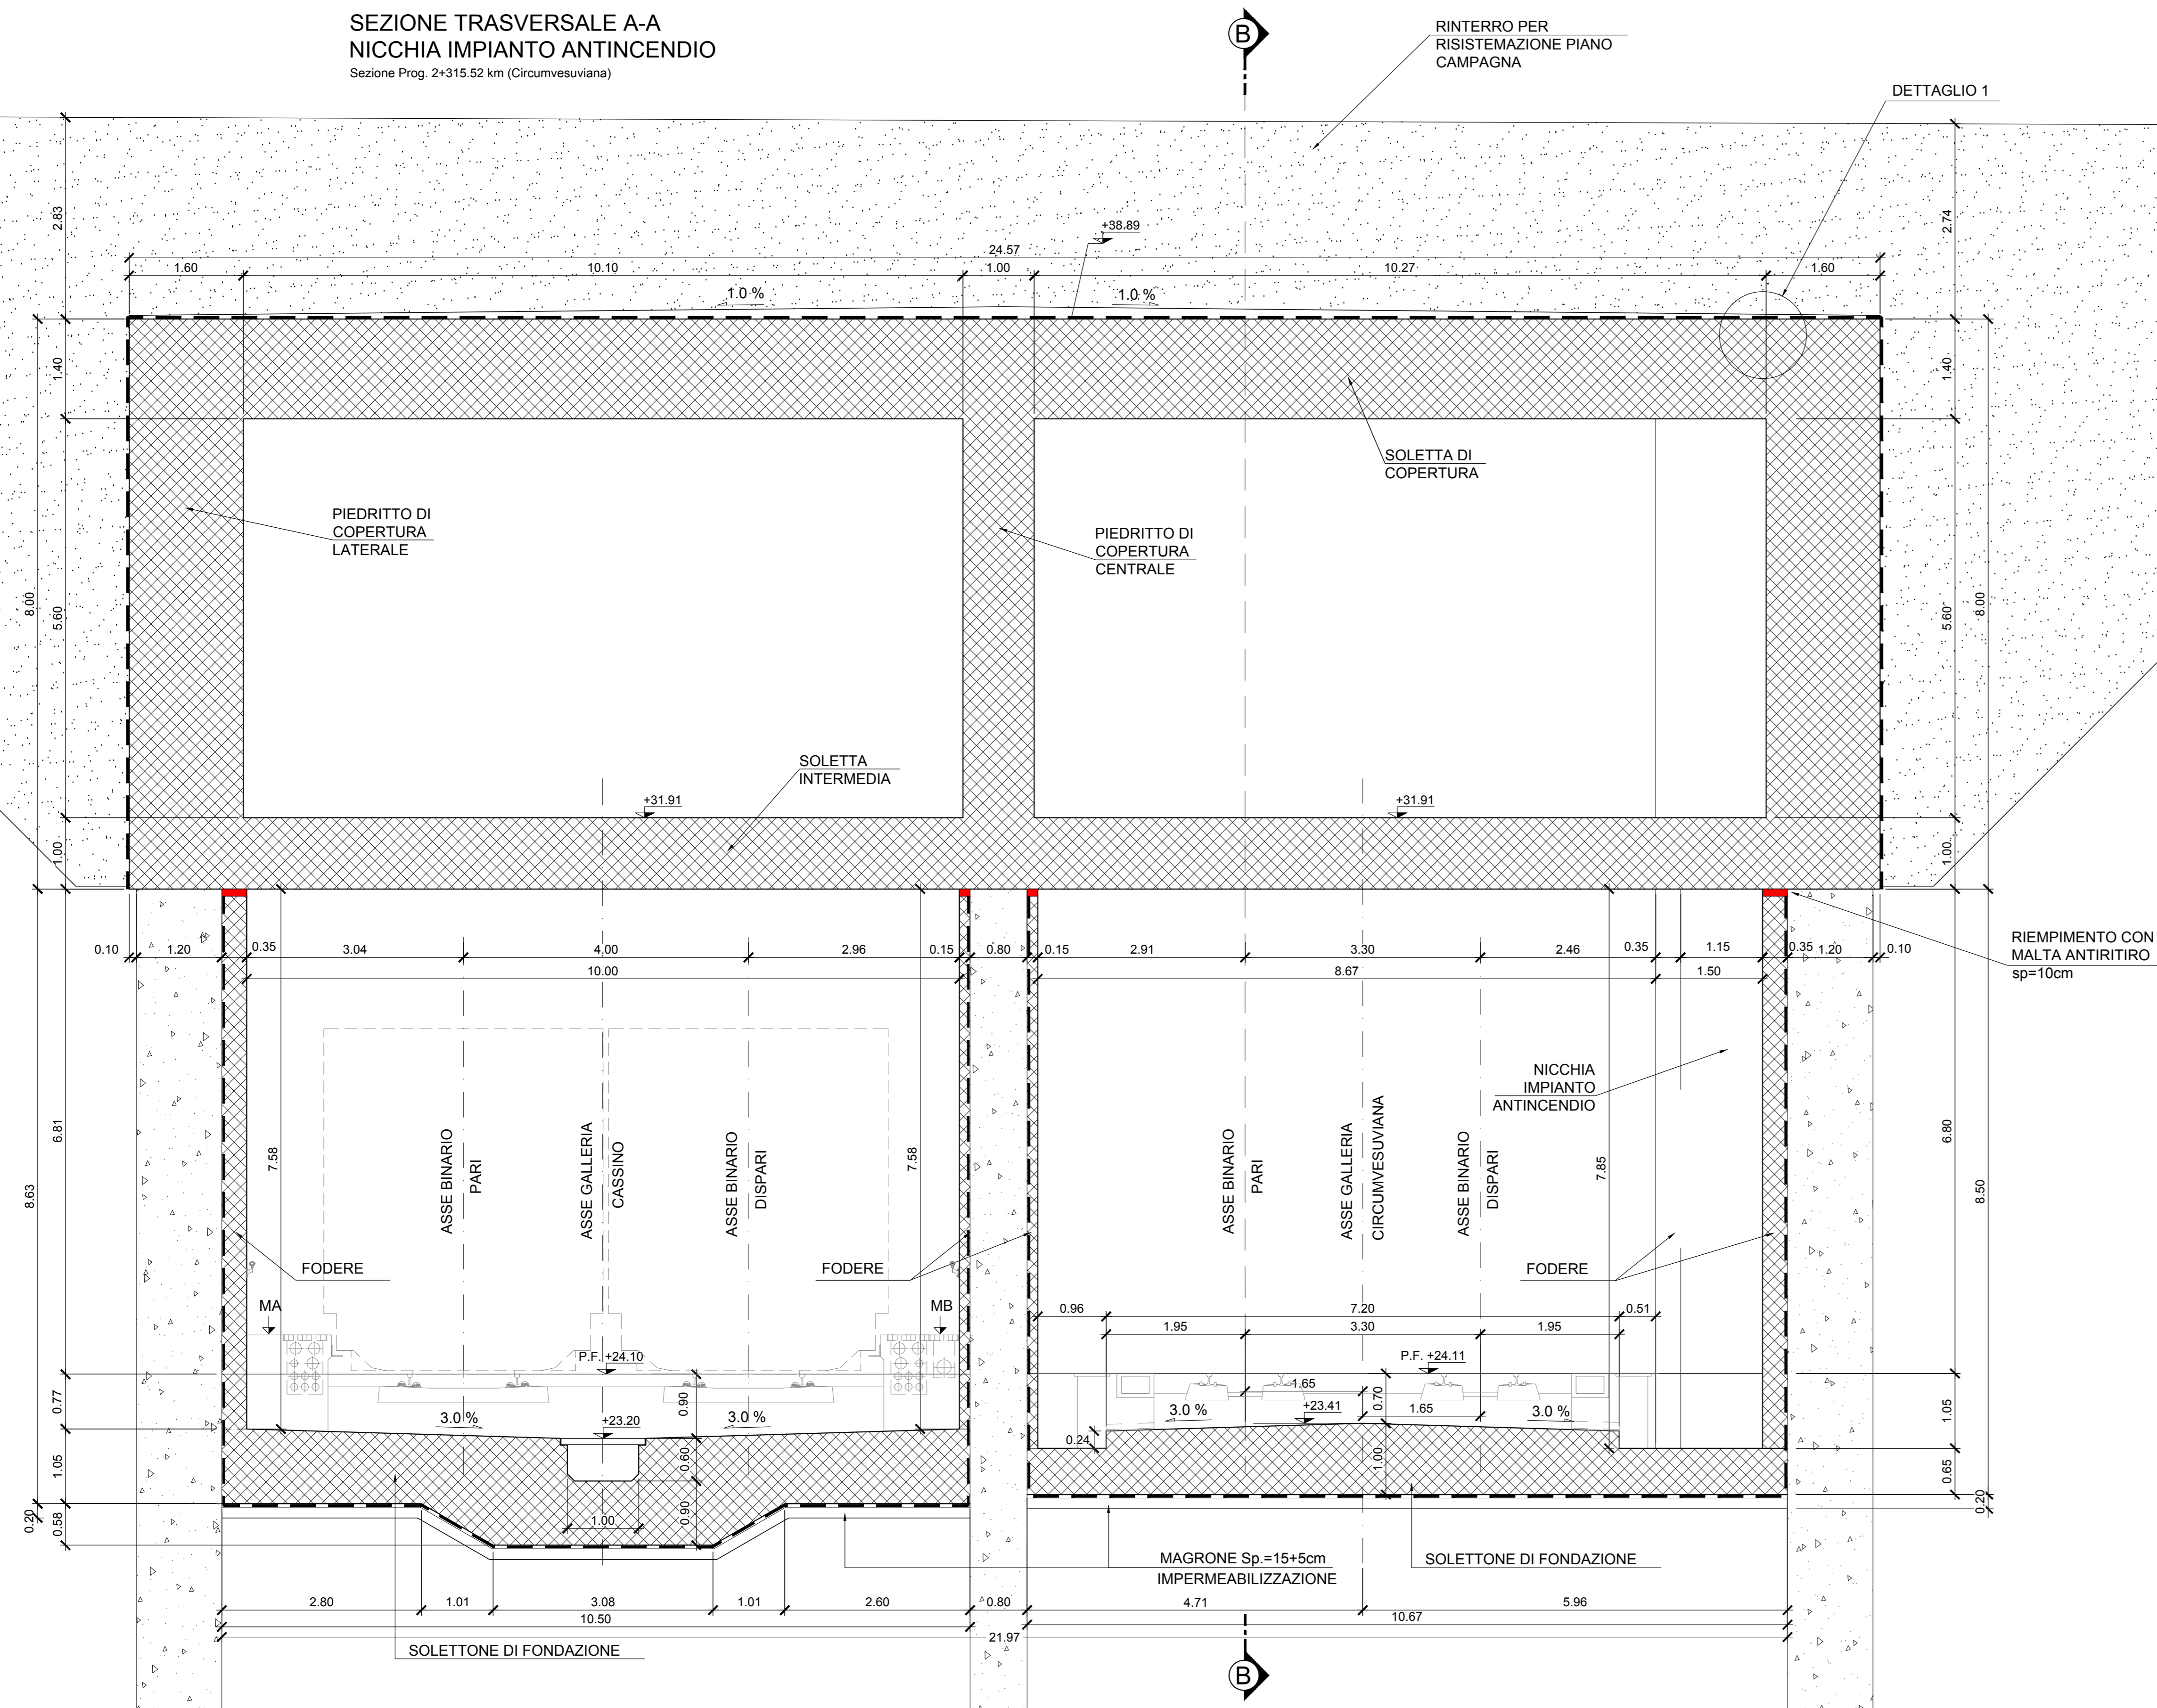 SEZIONE TRASVERSALE A-A
NICCHIA IMPIANTO ANTINCENDIO
Sezione Prog. 2+315.52 km (Circumvesuviana)
B
RINTERRO PER
RISISTEMAZIONE PIANO
CAMPAGNA
DETTAGLIO 1
2.83
2.74
+38.89
24.57
1.60
10.10
1.00
10.27
1.60
1.0 %
1.0 %
1.40
1.40
SOLETTA DI
COPERTURA
PIEDRITTO DI
COPERTURA
LATERALE
PIEDRITTO DI
COPERTURA
CENTRALE
8.00
5.60
5.60
8.00
SOLETTA
INTERMEDIA
+31.91
+31.91
1.00
1.00
0.10
1.20
0.35
3.04
4.00
2.96
0.15
0.80
0.15
2.91
3.30
2.46
0.35
1.15
0.35
1.20
0.10
10.00
8.67
1.50
RIEMPIMENTO CON
MALTA ANTIRITIRO
sp=10cm
NICCHIA
IMPIANTO
ANTINCENDIO
8.63
6.81
7.58
ASSE BINARIO
PARI
ASSE GALLERIA
CASSINO
ASSE BINARIO
DISPARI
7.58
ASSE BINARIO
PARI
ASSE GALLERIA
CIRCUMVESUVIANA
ASSE BINARIO
DISPARI
7.85
6.80
8.50
FODERE
FODERE
FODERE
MA
MB
0.96
7.20
0.51
1.95
3.30
1.95
P.F. +24.10
P.F. +24.11
0.77
0.90
1.65
0.70
1.65
1.05
3.0 %
+23.20
3.0 %
3.0 %
+23.41
3.0 %
0.24
1.05
0.60
1.00
0.65
0.20
0.58
1.00
0.90
0.20
MAGRONE Sp.=15+5cm
IMPERMEABILIZZAZIONE
SOLETTONE DI FONDAZIONE
2.80
1.01
3.08
1.01
2.60
0.80
4.71
5.96
10.50
10.67
21.97
SOLETTONE DI FONDAZIONE
B